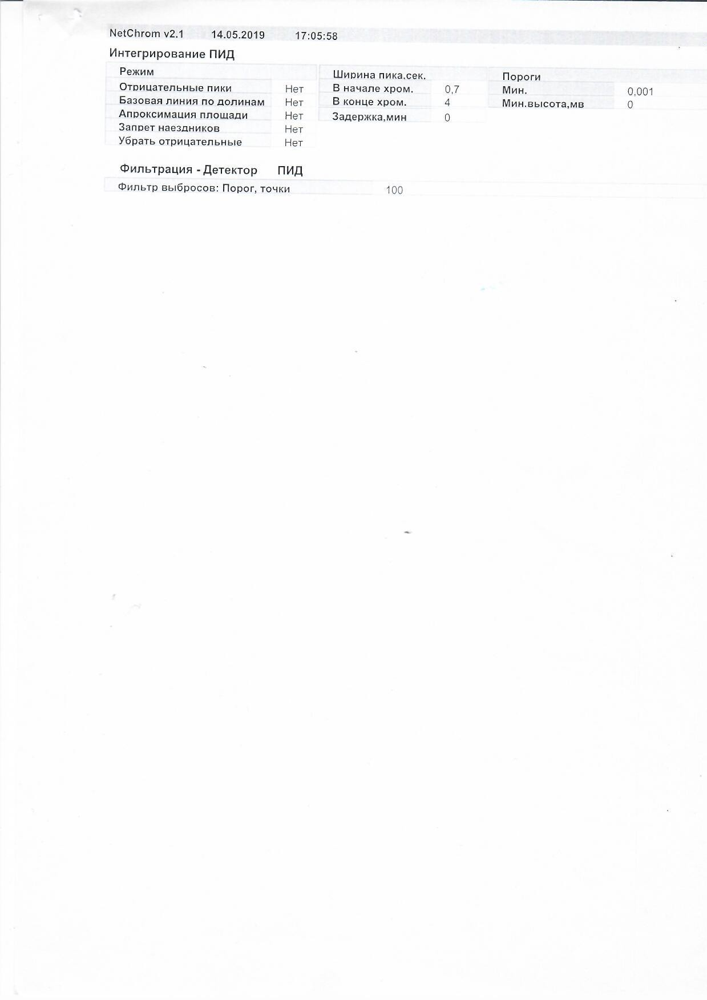 NetChrom v2.1 14.05.2019 17:05:58
Интегрирование ПИД
Режим Ширина пика,сек. Пороги
Отрицательные пики Нет В начале хром. 0,7 Мин. 0,001
Базовая линия по долинам Нет В конце хром. 4 Мин.высота,мв 0
Апроксимация площади Нет Задержка,мин 0
Запрет наездников Нет
Убрать отрицательные Нет
Фильтрация - Детектор ПИД
Фильтр выбросов: Порог, точки 100